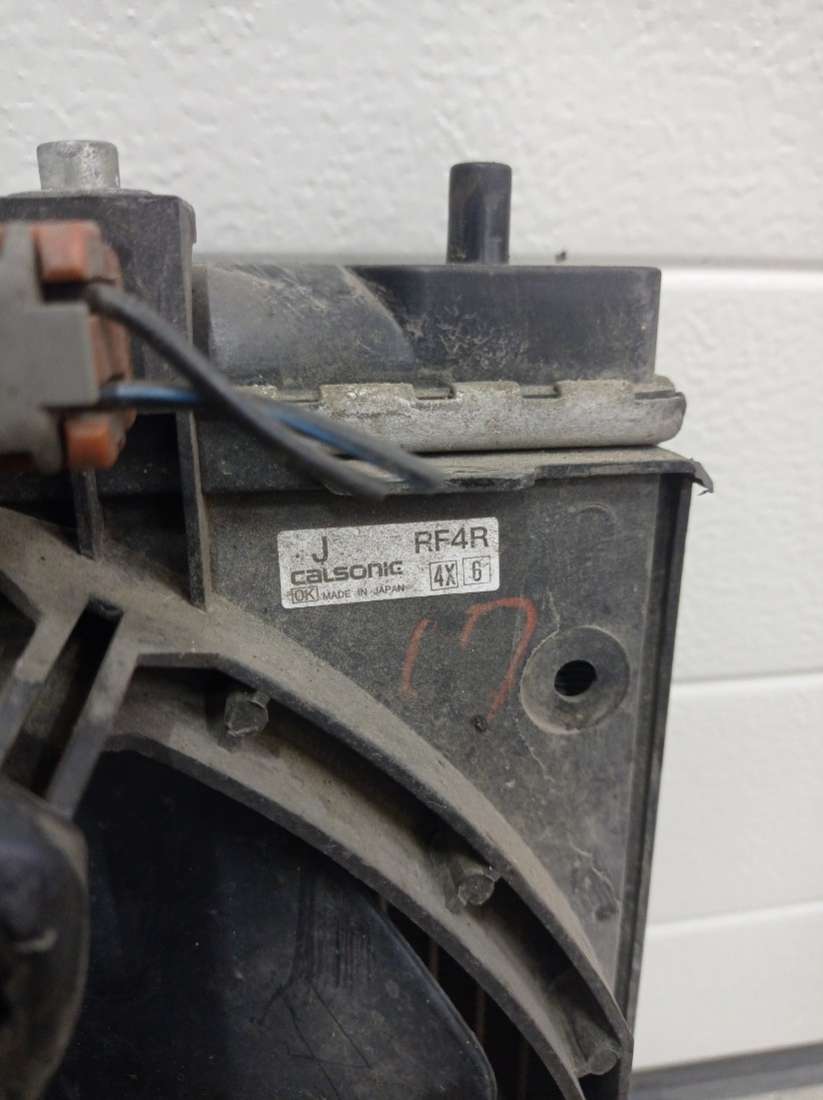 J RF4R
calsonic 4X 6
OK MADE IN JAPAN
17